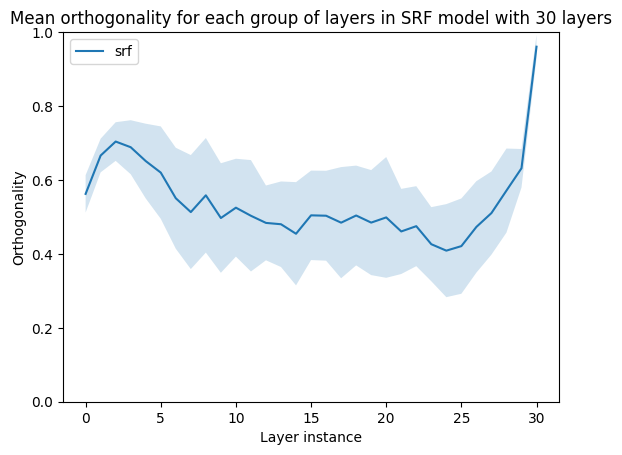 Mean orthogonality for each group of layers in SRF model with 30 layers
srf
1.0
0.8
0.6
0.4
0.2
0.0
Orthogonality
0 5 10 15 20 25 30
Layer instance